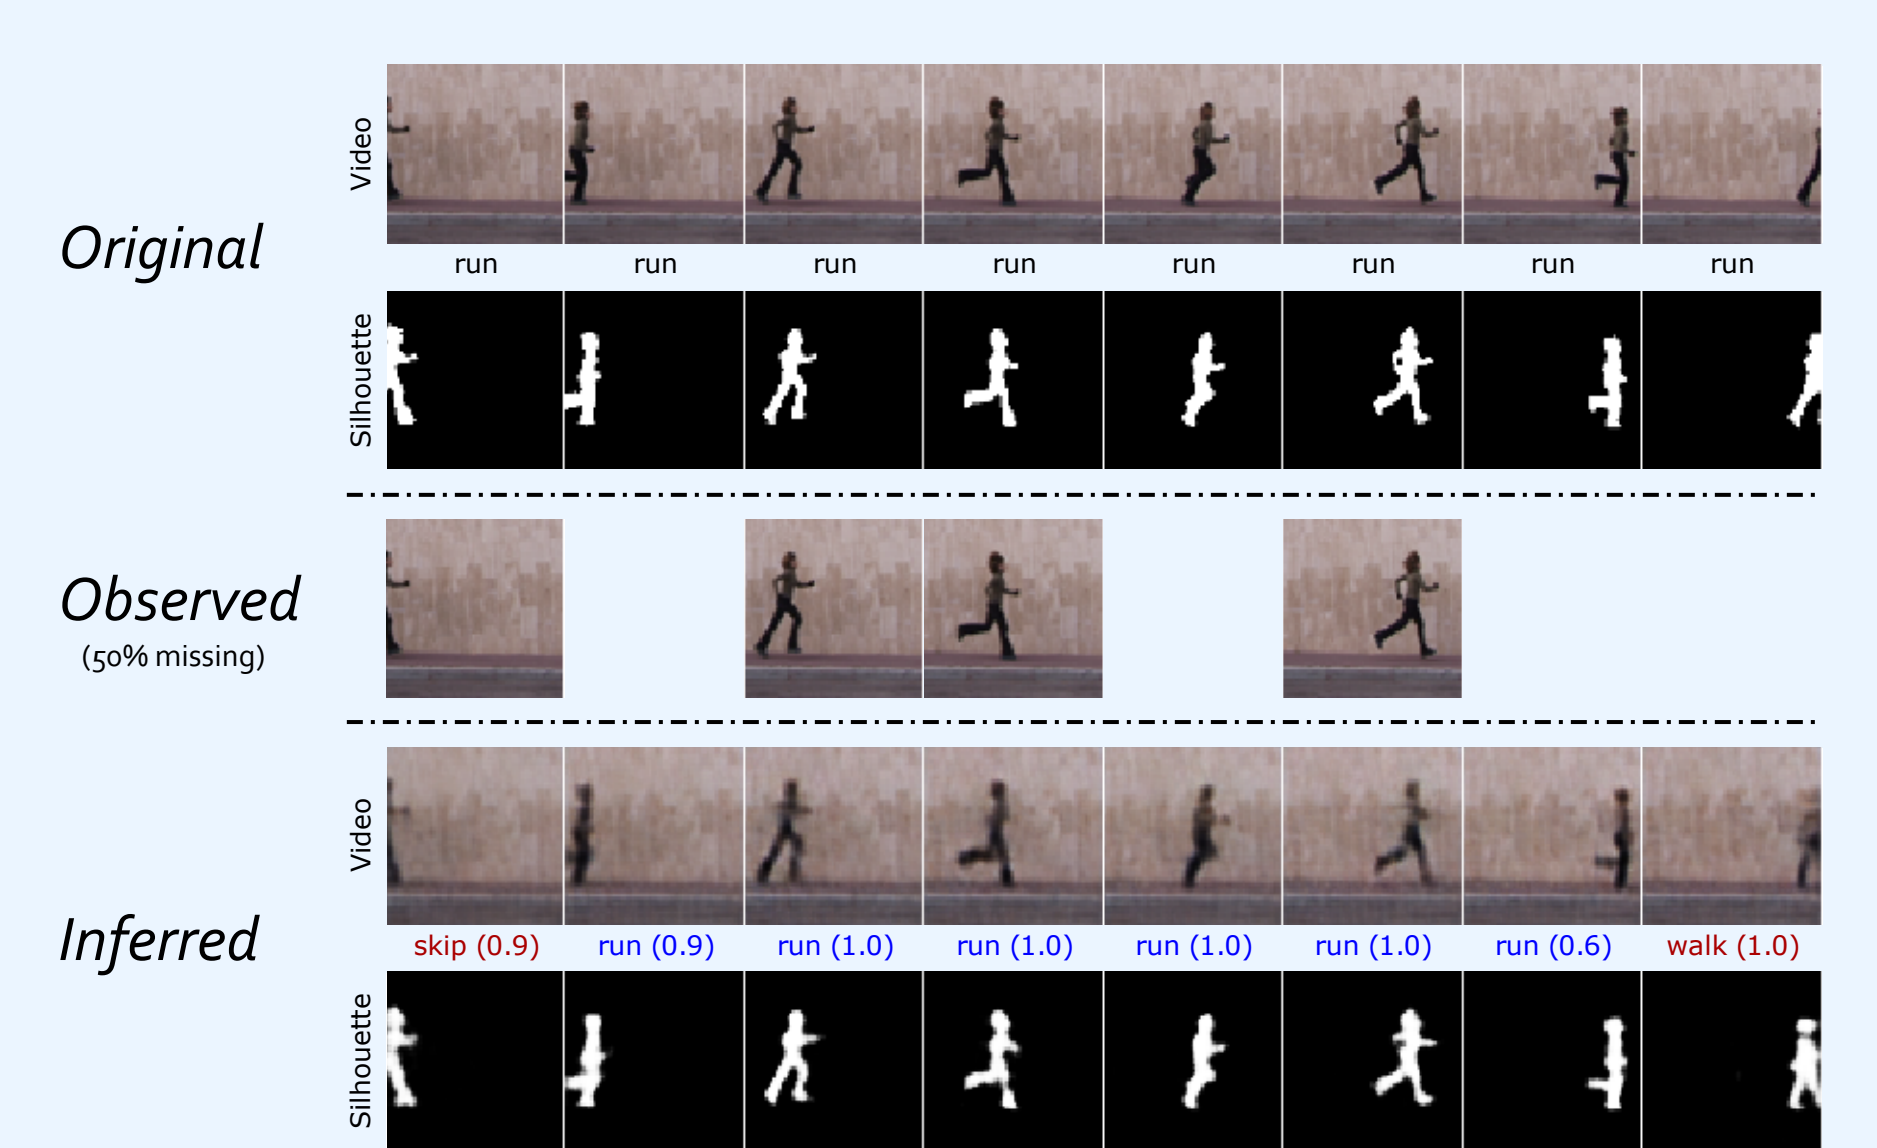 Original
Video
run run run run run run run run
Silhouette
Observed
(50% missing)
Inferred
Video
skip (0.9) run (0.9) run (1.0) run (1.0) run (1.0) run (1.0) run (0.6) walk (1.0)
Silhouette